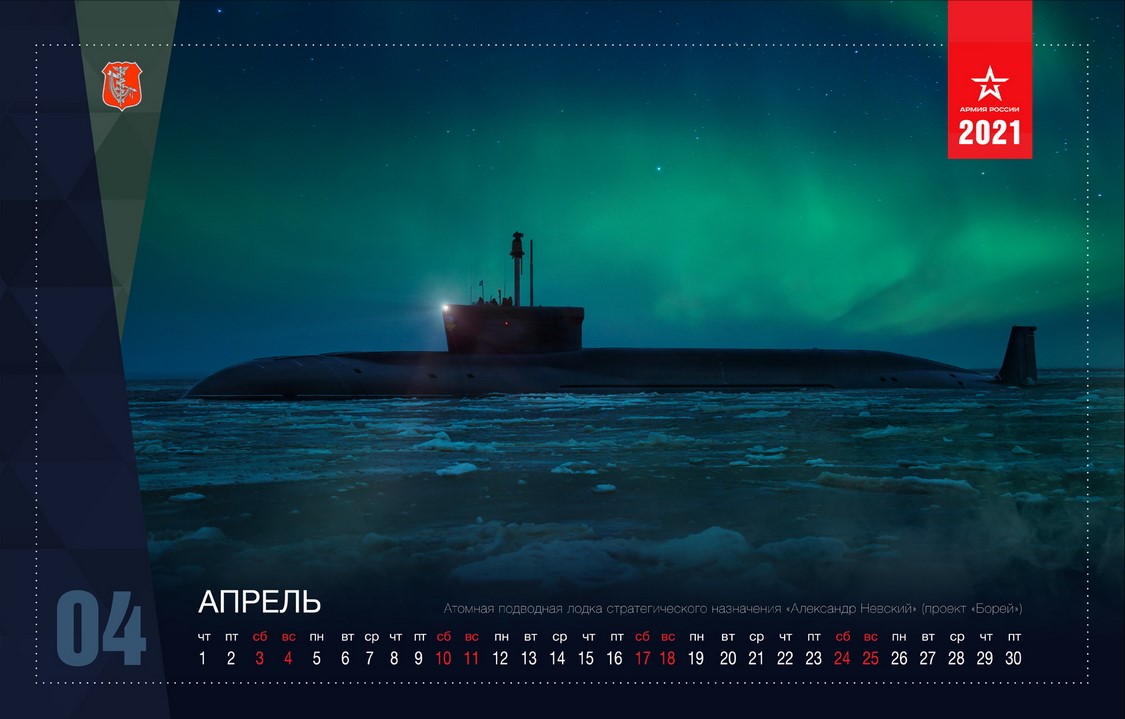 АРМИЯ РОССИИ
2021
04
АПРЕЛЬ
Атомная подводная лодка стратегического назначения «Александр Невский» (проект «Борей»)
чт пт сб вс пн вт ср чт пт сб вс пн вт ср чт пт сб вс пн вт ср чт пт сб вс пн вт ср чт пт
1 2 3 4 5 6 7 8 9 10 11 12 13 14 15 16 17 18 19 20 21 22 23 24 25 26 27 28 29 30